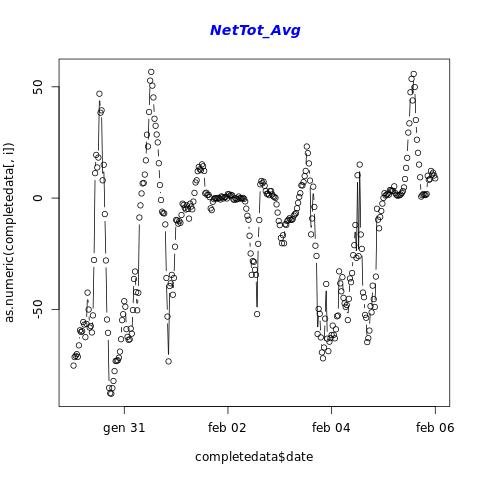 NetTot_Avg
as.numeric(completedata[, i])
50
0
-50
gen 31
feb 02
feb 04
feb 06
completedata$date